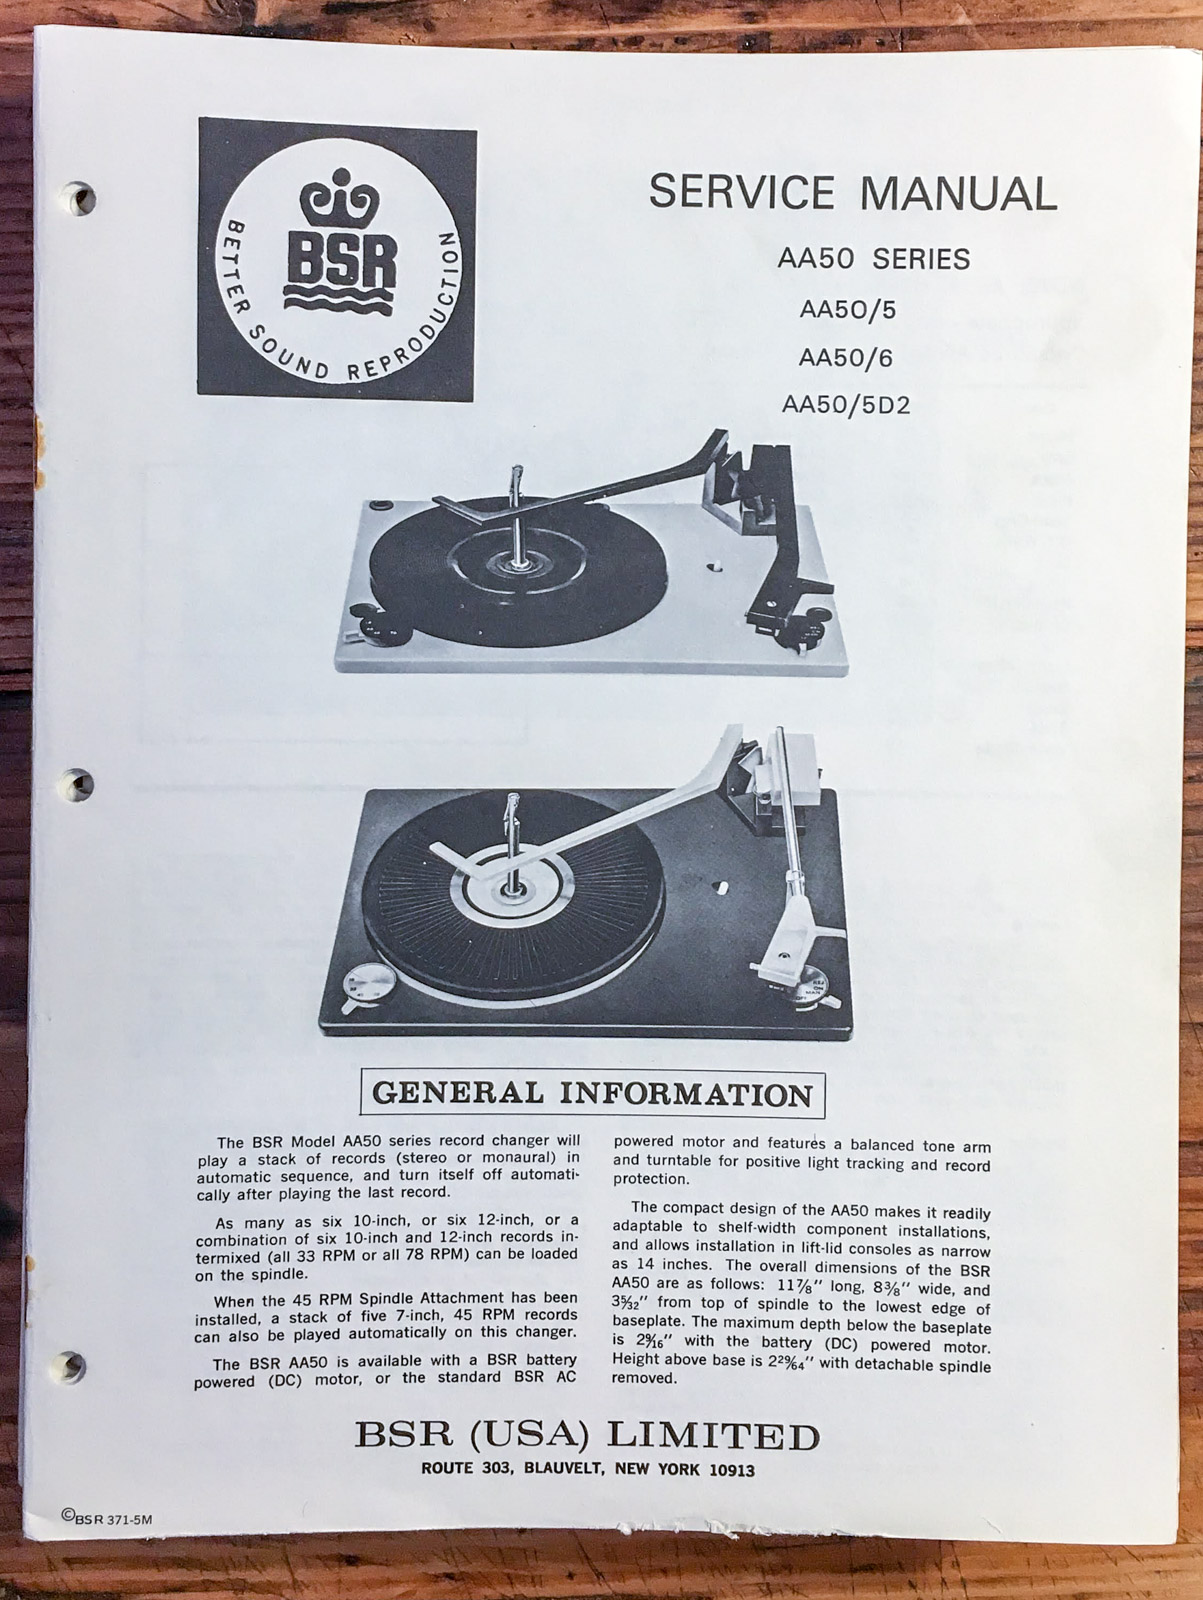 BSR
BETTER SOUND REPRODUCTION
SERVICE MANUAL
AA50 SERIES
AA50/5
AA50/6
AA50/5D2
GENERAL INFORMATION
The BSR Model AA50 series record changer will
play a stack of records (stereo or monaural) in
automatic sequence, and turn itself off automati-
cally after playing the last record.
As many as six 10-inch, or six 12-inch, or a
combination of six 10-inch and 12-inch records in-
termixed (all 33 RPM or all 78 RPM) can be loaded
on the spindle.
When the 45 RPM Spindle Attachment has been
installed, a stack of five 7-inch, 45 RPM records
can also be played automatically on this changer.
The BSR AA50 is available with a BSR battery
powered (DC) motor, or the standard BSR AC
powered motor and features a balanced tone arm
and turntable for positive light tracking and record
protection.
The compact design of the AA50 makes it readily
adaptable to shelf-width component installations,
and allows installation in lift-lid consoles as narrow
as 14 inches. The overall dimensions of the BSR
AA50 are as follows: 11⅞" long, 8⅜" wide, and
3 5/32" from top of spindle to the lowest edge of
baseplate. The maximum depth below the baseplate
is 2 9/16" with the battery (DC) powered motor.
Height above base is 2 29/64" with detachable spindle
removed.
BSR (USA) LIMITED
ROUTE 303, BLAUVELT, NEW YORK 10913
©BSR 371-5M